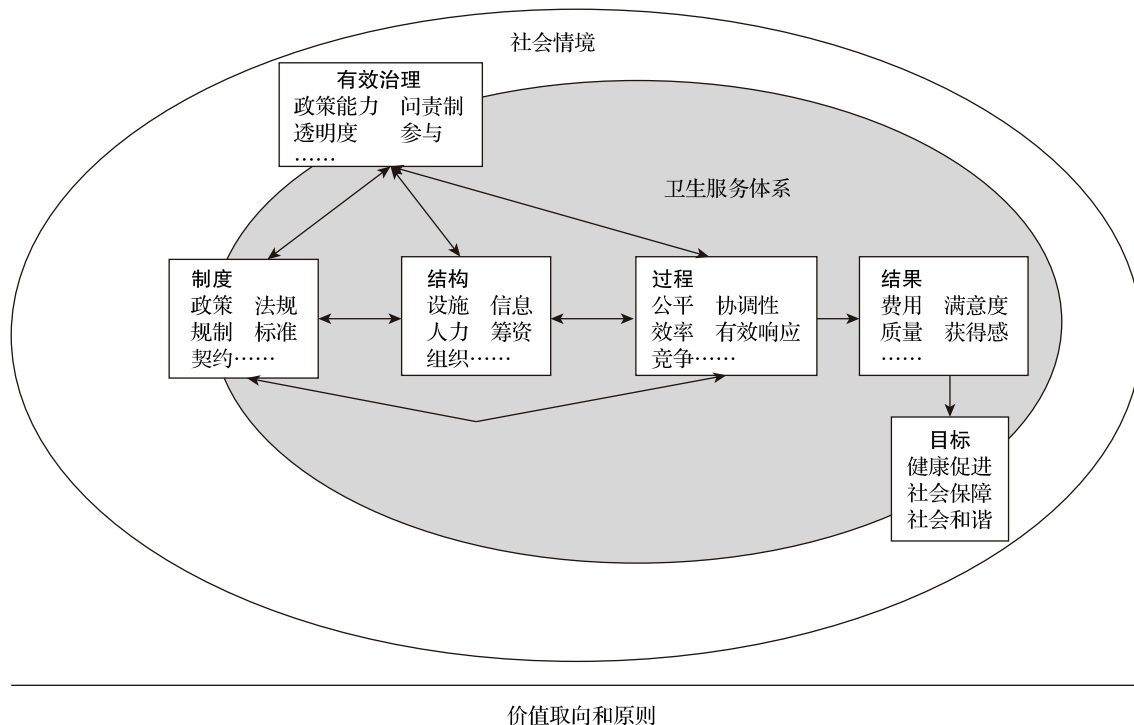 社会情境
有效治理
政策能力 问责制
透明度 参与
……
卫生服务体系
制度
政策 法规
规制 标准
契约……
结构
设施 信息
人力 筹资
组织……
过程
公平 协调性
效率 有效响应
竞争……
结果
费用 满意度
质量 获得感
……
目标
健康促进
社会保障
社会和谐
价值取向和原则